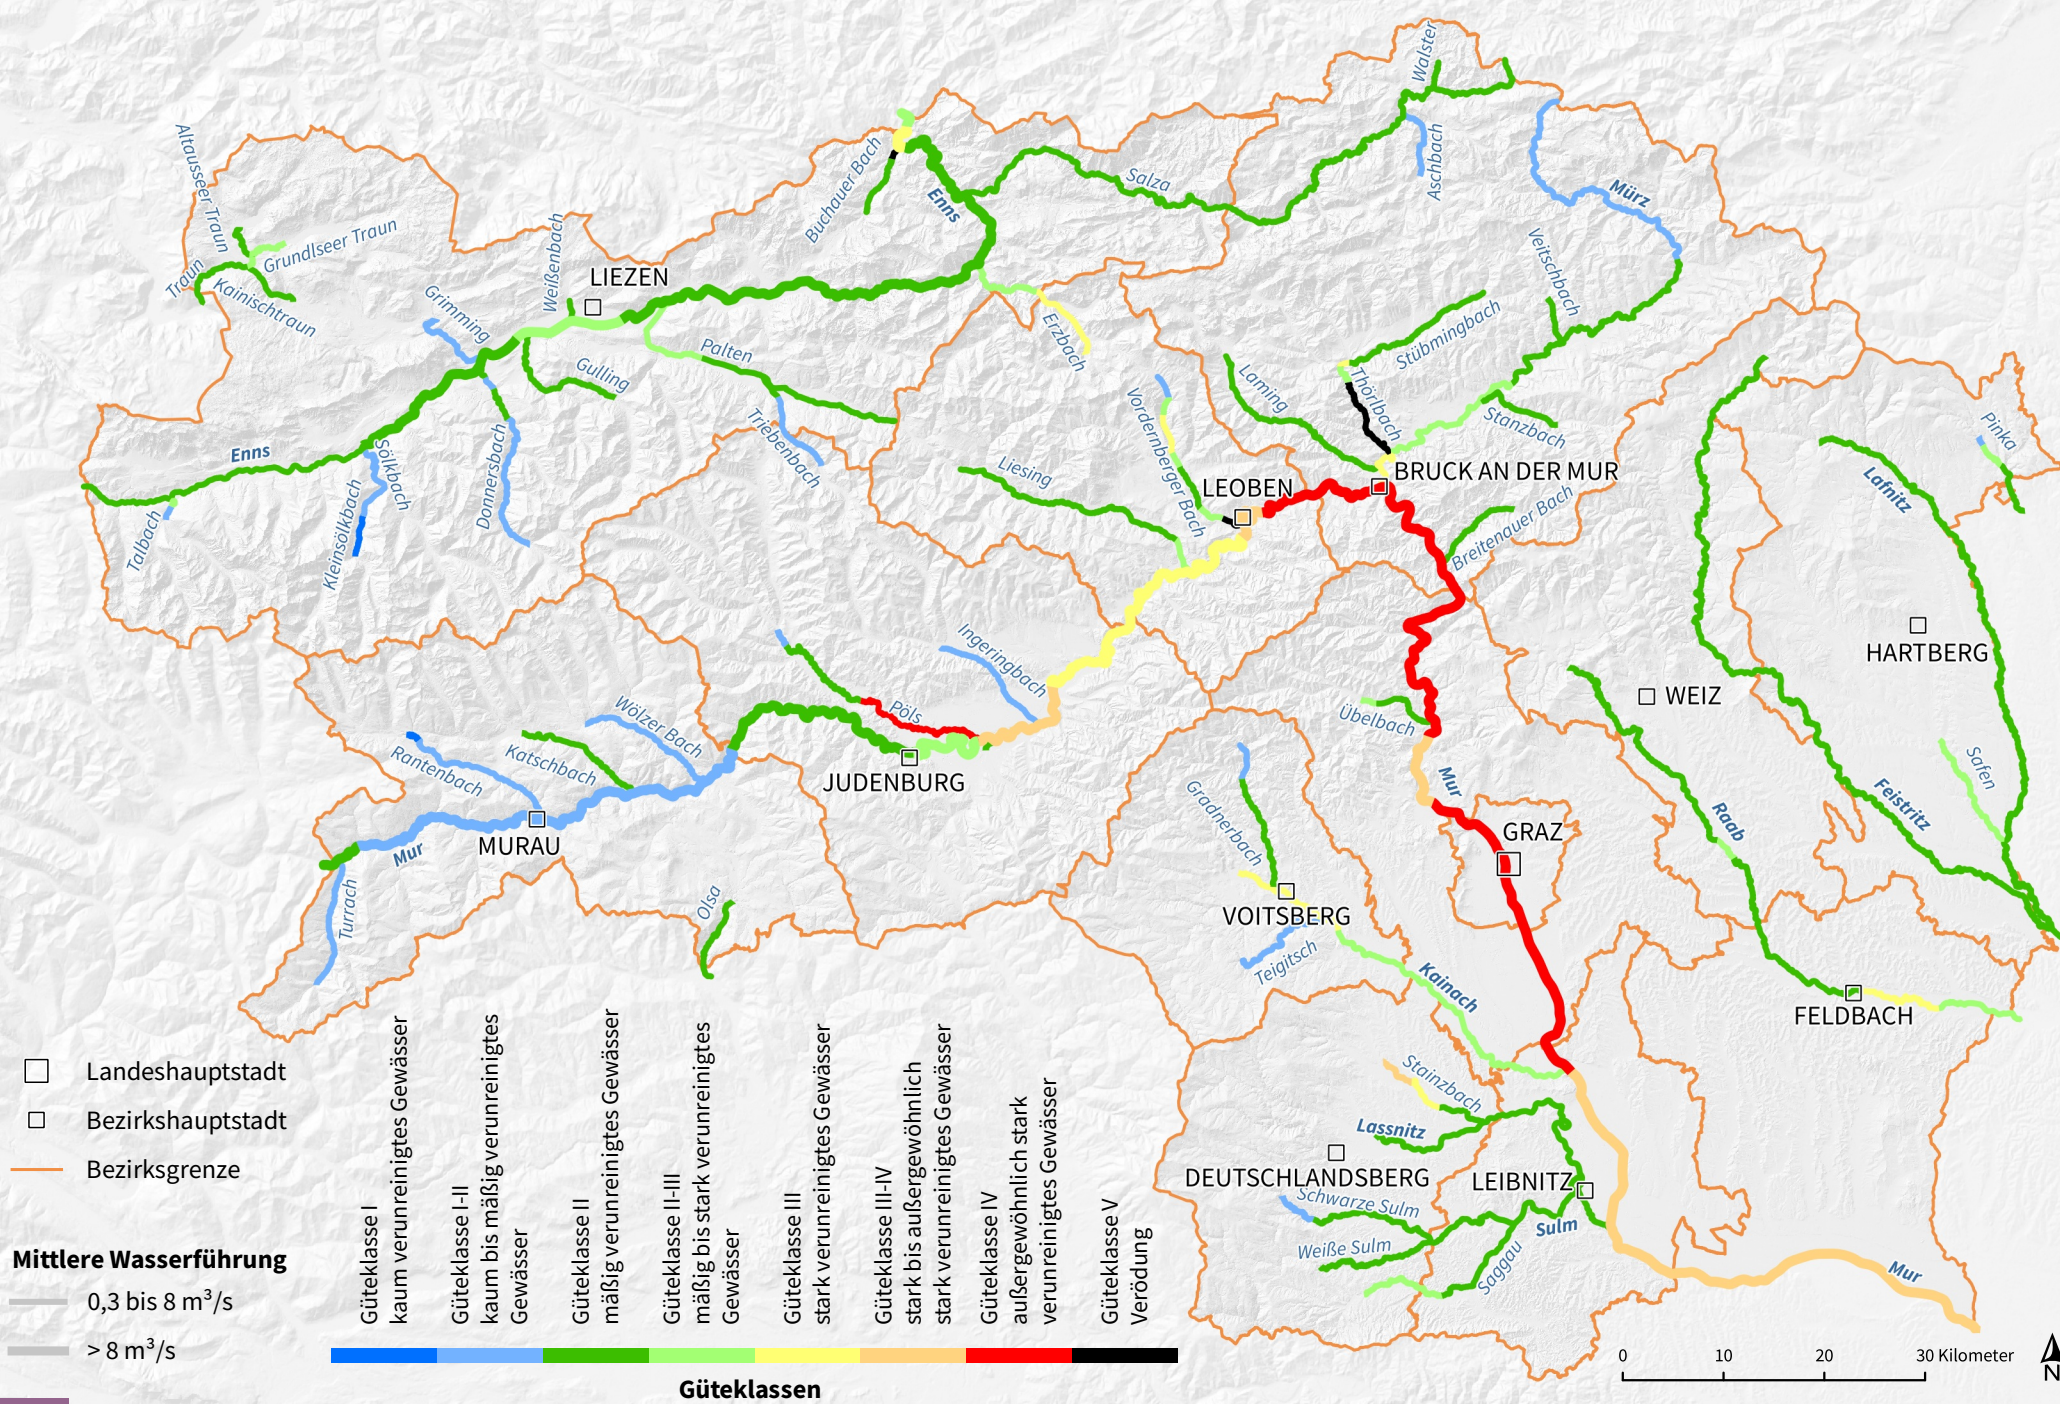 Walster
Altausseer Traun
Buchauer Bach
Aschbach
Salza
Mürz
Enns
Grundlseer Traun
Traun
Kainischtraun
Weißenbach
LIEZEN
Veitschbach
Grimming
Erzbach
Stübmingbach
Palten
Gulling
Laming
Thörlbach
Vordernberger Bach
Triebenbach
Stanzbach
Pinka
Enns
Sölkbach
Donnersbach
Liesing
BRUCK AN DER MUR
LEOBEN
Lafnitz
Talbach
Kleinsölkbach
Breitenauer Bach
HARTBERG
Ingeringbach
WEIZ
Wölzer Bach
Pöls
Übelbach
Rantenbach
Katschbach
JUDENBURG
Mur
Safen
Gradnerbach
Feistritz
Raab
GRAZ
MURAU
Mur
Turrach
Olsa
VOITSBERG
Teigitsch
Kainach
FELDBACH
Stainzbach
Lassnitz
DEUTSCHLANDSBERG
LEIBNITZ
Schwarze Sulm
Sulm
Weiße Sulm
Saggau
Mur
Landeshauptstadt
Bezirkshauptstadt
Bezirksgrenze
Mittlere Wasserführung
0,3 bis 8 m³/s
> 8 m³/s
Güteklasse I
kaum verunreinigtes Gewässer
Güteklasse I-II
kaum bis mäßig verunreinigtes
Gewässer
Güteklasse II
mäßig verunreinigtes Gewässer
Güteklasse II-III
mäßig bis stark verunreinigtes
Gewässer
Güteklasse III
stark verunreinigtes Gewässer
Güteklasse III-IV
stark bis außergewöhnlich
stark verunreinigtes Gewässer
Güteklasse IV
außergewöhnlich stark
verunreinigtes Gewässer
Güteklasse V
Verödung
Güteklassen
0 10 20 30 Kilometer
N